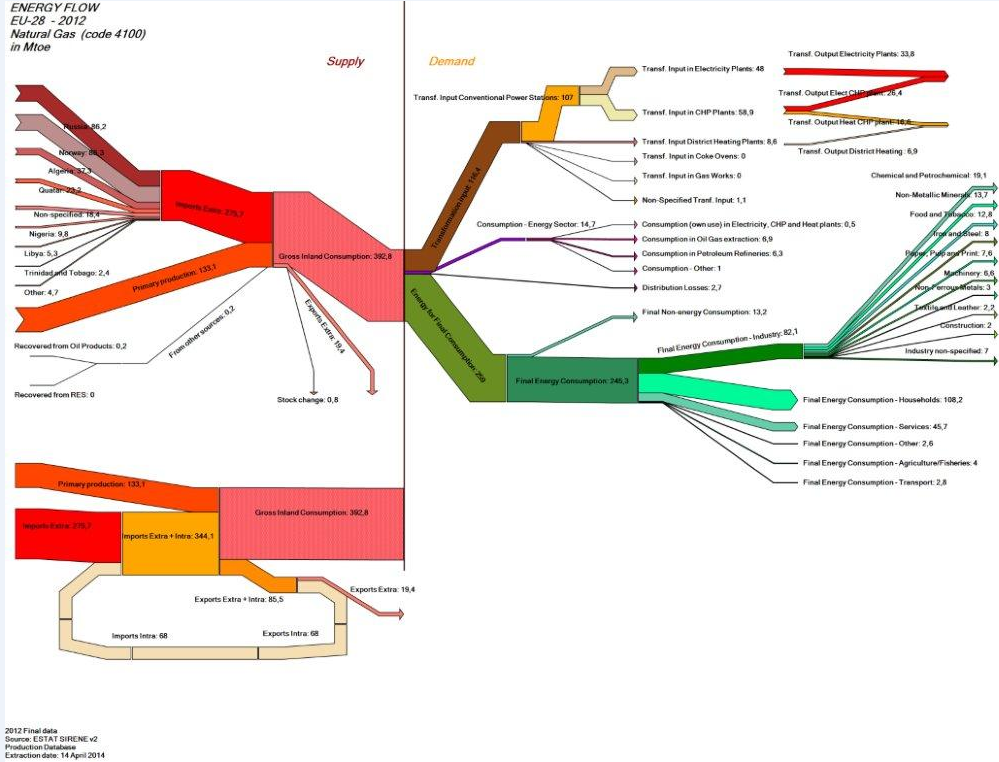 ENERGY FLOW
EU-28 - 2012
Natural Gas (code 4100)
in Mtoe
Supply
Demand
Russia: 86,2
Norway: 86,3
Algeria: 37,3
Quatar: 23,2
Non-specified: 18,4
Nigeria: 9,8
Libya: 5,3
Trinidad and Tobago: 2,4
Other: 4,7
Imports Extra: 279,7
Primary production: 133,1
Recovered from Oil Products: 0,2
Recovered from RES: 0
From other sources: 0,2
Gross Inland Consumption: 392,8
Exports Extra: 19,4
Stock change: 0,8
Transformation input:
Transf. Input Conventional Power Stations: 107
Transf. Input in Electricity Plants: 48
Transf. Input in CHP Plants: 58,9
Transf. Input District Heating Plants: 8,6
Transf. Input in Coke Ovens: 0
Transf. Input in Gas Works: 0
Non-Specified Tranf. Input: 1,1
Transf. Output Electricity Plants: 33,8
Transf. Output Elect CHP plant: 26,4
Transf. Output Heat CHP plant: 16,6
Transf. Output District Heating: 6,9
Consumption - Energy Sector: 14,7
Consumption (own use) in Electricity, CHP and Heat plants: 0,5
Consumption in Oil Gas extraction: 6,9
Consumption in Petroleum Refineries: 6,3
Consumption - Other: 1
Distribution Losses: 2,7
Energy for Final Consumption: 259
Final Non-energy Consumption: 13,2
Final Energy Consumption: 245,3
Final Energy Consumption - Industry: 82,1
Chemical and Petrochemical: 19,1
Non-Metallic Minerals: 13,7
Food and Tobacco: 12,8
Iron and Steel: 8
Paper, Pulp and Print: 7,6
Machinery: 6,6
Non-Ferrous Metals: 3
Textile and Leather: 2,2
Construction: 2
Industry non-specified: 7
Final Energy Consumption - Households: 108,2
Final Energy Consumption - Services: 45,7
Final Energy Consumption - Other: 2,6
Final Energy Consumption - Agriculture/Fisheries: 4
Final Energy Consumption - Transport: 2,8
Primary production: 133,1
Imports Extra: 279,7
Imports Extra + Intra: 344,1
Gross Inland Consumption: 392,8
Exports Extra + Intra: 85,5
Exports Extra: 19,4
Imports Intra: 68
Exports Intra: 68
2012 Final data
Source: ESTAT SIRENE v2
Production Database
Extraction date: 14 April 2014